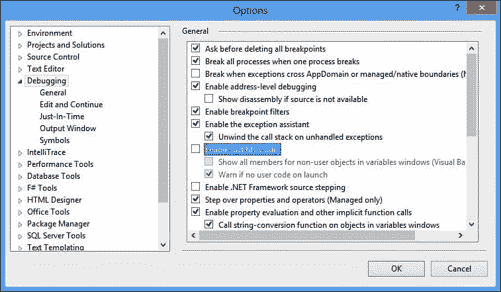 Options
?
Environment
Projects and Solutions
Source Control
Text Editor
Debugging
General
Edit and Continue
Just-In-Time
Output Window
Symbols
IntelliTrace
Performance Tools
Database Tools
F# Tools
HTML Designer
Office Tools
Package Manager
SQL Server Tools
Text Templating
General
Ask before deleting all breakpoints
Break all processes when one process breaks
Break when exceptions cross AppDomain or managed/native boundaries (M
Enable address-level debugging
Show disassembly if source is not available
Enable breakpoint filters
Enable the exception assistant
Unwind the call stack on unhandled exceptions
Show all members for non-user objects in variables windows (Visual Ba
Warn if no user code on launch
Enable .NET Framework source stepping
Step over properties and operators (Managed only)
Enable property evaluation and other implicit function calls
Call string-conversion function on objects in variables windows
OK
Cancel